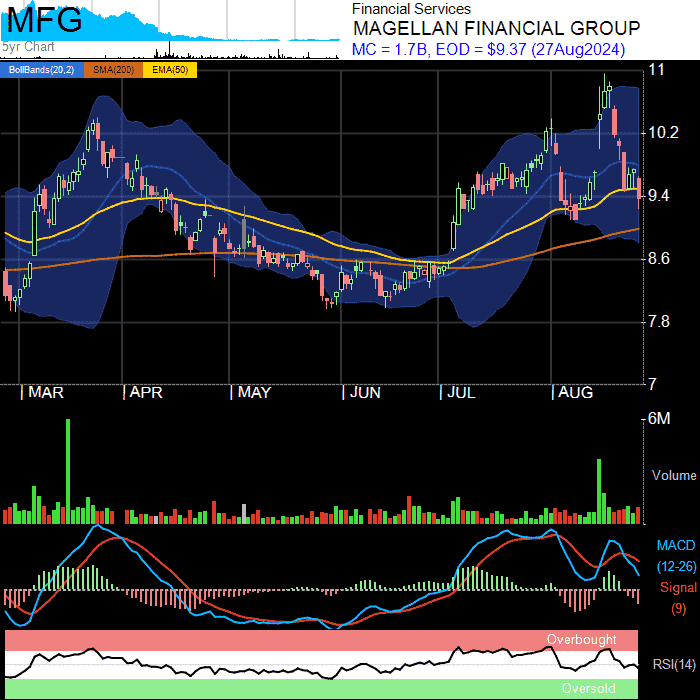 MFG
5yr Chart
Financial Services
MAGELLAN FINANCIAL GROUP
MC = 1.7B, EOD = $9.37 (27Aug2024)
BollBands(20,2) SMA(200) EMA(50)
11
10.2
9.4
8.6
7.8
7
| MAR | APR | MAY | JUN | JUL | AUG
6M
Volume
MACD
(12-26)
Signal
(9)
Overbought
RSI(14)
Oversold